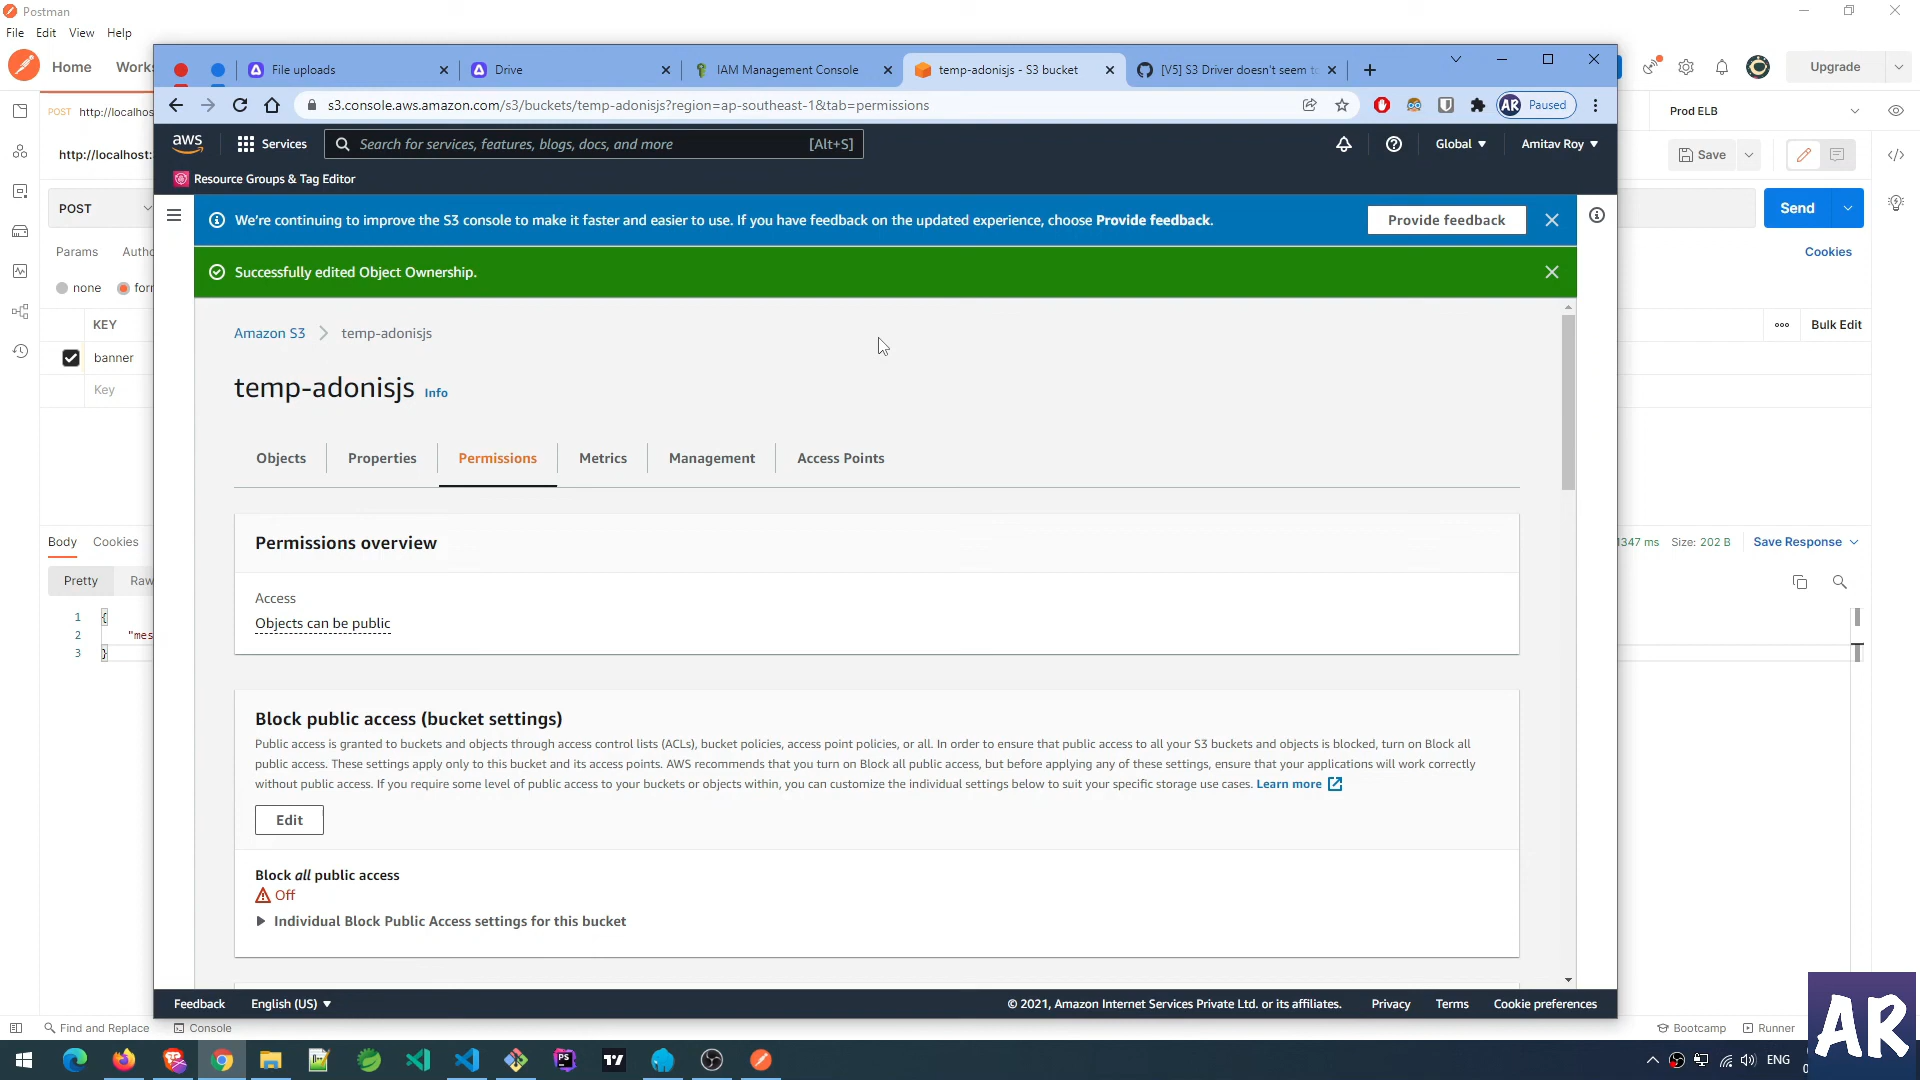 Postman
File Edit View Help
Home Works
Upgrade
File uploads
Drive
IAM Management Console
temp-adonisjs - S3 bucket
[V5] S3 Driver doesn't seem t
s3.console.aws.amazon.com/s3/buckets/temp-adonisjs?region=ap-southeast-1&tab=permissions
AR Paused
POST http://localhos
Prod ELB
aws
Services
Search for services, features, blogs, docs, and more [Alt+S]
Global
Amitav Roy
http://localhost:
Save
Resource Groups & Tag Editor
POST
Send
We're continuing to improve the S3 console to make it faster and easier to use. If you have feedback on the updated experience, choose Provide feedback.
Provide feedback
Params Autho
Cookies
Successfully edited Object Ownership.
none forr
KEY
Bulk Edit
Amazon S3
temp-adonisjs
banner
Key
temp-adonisjs Info
Objects
Properties
Permissions
Metrics
Management
Access Points
Body Cookies
1347 ms Size: 202 B Save Response
Permissions overview
Pretty Raw
Access
Objects can be public
1 {
2 "mes
3 }
Block public access (bucket settings)
Public access is granted to buckets and objects through access control lists (ACLs), bucket policies, access point policies, or all. In order to ensure that public access to all your S3 buckets and objects is blocked, turn on Block all
public access. These settings apply only to this bucket and its access points. AWS recommends that you turn on Block all public access, but before applying any of these settings, ensure that your applications will work correctly
without public access. If you require some level of public access to your buckets or objects within, you can customize the individual settings below to suit your specific storage use cases. Learn more
Edit
Block all public access
Off
Individual Block Public Access settings for this bucket
Feedback English (US)
© 2021, Amazon Internet Services Private Ltd. or its affiliates. Privacy Terms Cookie preferences
Find and Replace Console
Bootcamp Runner
AR
PS
ENG